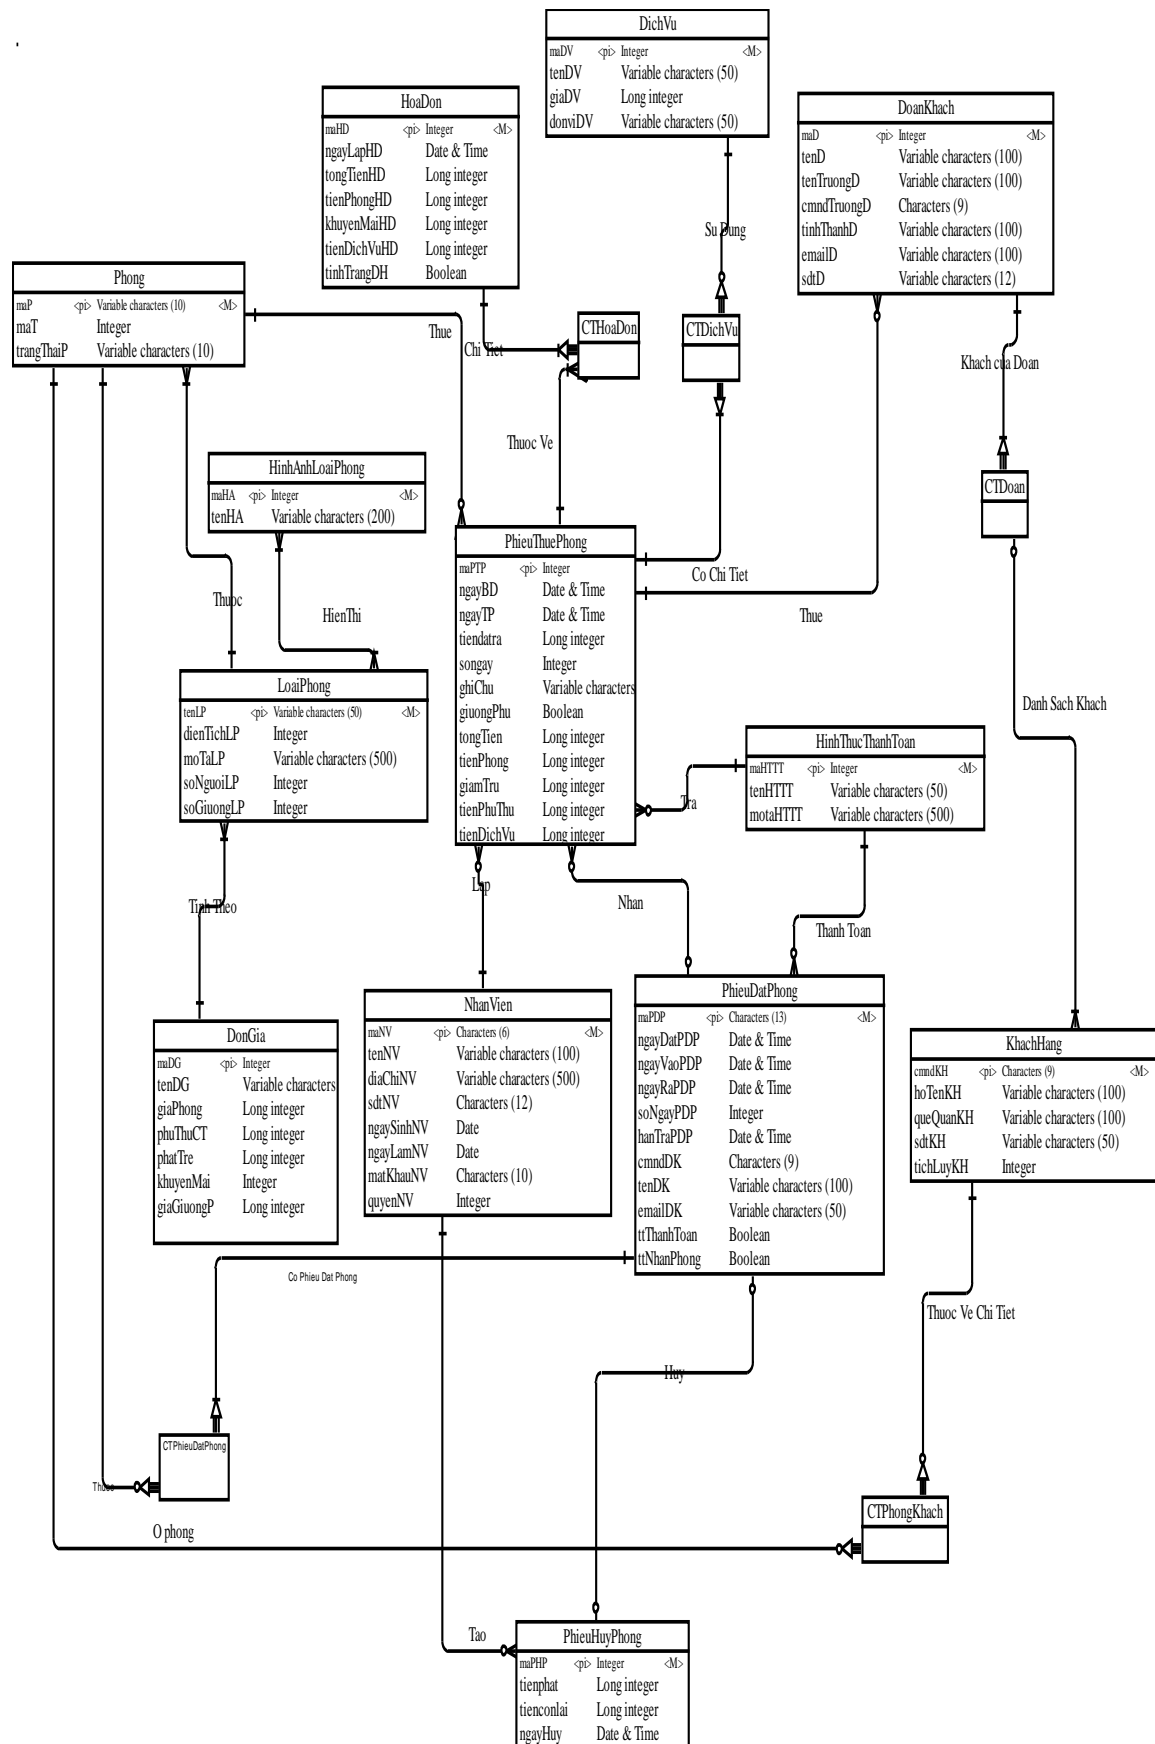 DichVu
maDV <pi> Integer <M>
tenDV Variable characters (50)
giaDV Long integer
donviDV Variable characters (50)
HoaDon
maHD <pi> Integer <M>
ngayLapHD Date & Time
tongTienHD Long integer
tienPhongHD Long integer
khuyenMaiHD Long integer
tienDichVuHD Long integer
tinhTrangDH Boolean
DoanKhach
maD <pi> Integer <M>
tenD Variable characters (100)
tenTruongD Variable characters (100)
cmndTruongD Characters (9)
tinhThanhD Variable characters (100)
emailD Variable characters (100)
sdtD Variable characters (12)
Su Dung
Phong
maP <pi> Variable characters (10) <M>
maT Integer
trangThaiP Variable characters (10)
Thue
Chi Tiet
CTHoaDon
CTDichVu
Khach cua Doan
Thuoc Ve
HinhAnhLoaiPhong
maHA <pi> Integer <M>
tenHA Variable characters (200)
CTDoan
PhieuThuePhong
maPTP <pi> Integer
ngayBD Date & Time
ngayTP Date & Time
tiendatra Long integer
songay Integer
ghiChu Variable characters
giuongPhu Boolean
tongTien Long integer
tienPhong Long integer
giamTru Long integer
tienPhuThu Long integer
tienDichVu Long integer
Co Chi Tiet
Thue
Thuoc
HienThi
LoaiPhong
tenLP <pi> Variable characters (50) <M>
dienTichLP Integer
moTaLP Variable characters (500)
soNguoiLP Integer
soGiuongLP Integer
Danh Sach Khach
HinhThucThanhToan
maHTTT <pi> Integer <M>
tenHTTT Variable characters (50)
motaHTTT Variable characters (500)
Tra
Lap
Nhan
Tinh Theo
Thanh Toan
PhieuDatPhong
maPDP <pi> Characters (13) <M>
ngayDatPDP Date & Time
ngayVaoPDP Date & Time
ngayRaPDP Date & Time
soNgayPDP Integer
hanTraPDP Date & Time
cmndDK Characters (9)
tenDK Variable characters (100)
emailDK Variable characters (50)
ttThanhToan Boolean
ttNhanPhong Boolean
NhanVien
maNV <pi> Characters (6) <M>
tenNV Variable characters (100)
diaChiNV Variable characters (500)
sdtNV Characters (12)
ngaySinhNV Date
ngayLamNV Date
matKhauNV Characters (10)
quyenNV Integer
DonGia
maDG <pi> Integer
tenDG Variable characters
giaPhong Long integer
phuThuCT Long integer
phatTre Long integer
khuyenMai Integer
giaGiuongP Long integer
KhachHang
cmndKH <pi> Characters (9) <M>
hoTenKH Variable characters (100)
queQuanKH Variable characters (100)
sdtKH Variable characters (50)
tichLuyKH Integer
Co Phieu Dat Phong
Thuoc Ve Chi Tiet
Huy
CTPhieuDatPhong
Thuoc
CTPhongKhach
O phong
Tao
PhieuHuyPhong
maPHP <pi> Integer <M>
tienphat Long integer
tienconlai Long integer
ngayHuy Date & Time